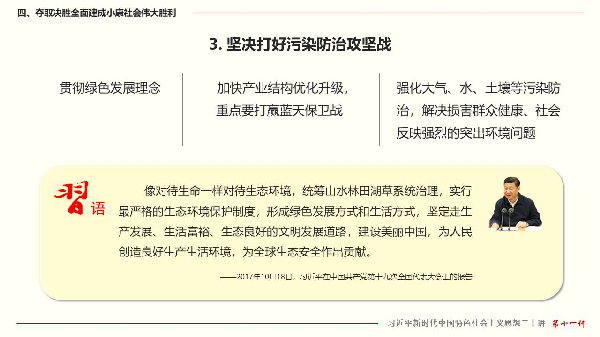 四、夺取决胜全面建成小康社会伟大胜利
3. 坚决打好污染防治攻坚战
贯彻绿色发展理念
加快产业结构优化升级，
重点要打赢蓝天保卫战
强化大气、水、土壤等污染防
治，解决损害群众健康、社会
反映强烈的突出环境问题
習语
像对待生命一样对待生态环境，统筹山水林田湖草系统治理，实行
最严格的生态环境保护制度，形成绿色发展方式和生活方式，坚定走生
产发展、生活富裕、生态良好的文明发展道路，建设美丽中国，为人民
创造良好生产生活环境，为全球生态安全作出贡献。
——2017年10月18日，习近平在中国共产党第十九次全国代表大会上的报告
习近平新时代中国特色社会主义思想三十讲 第十一讲